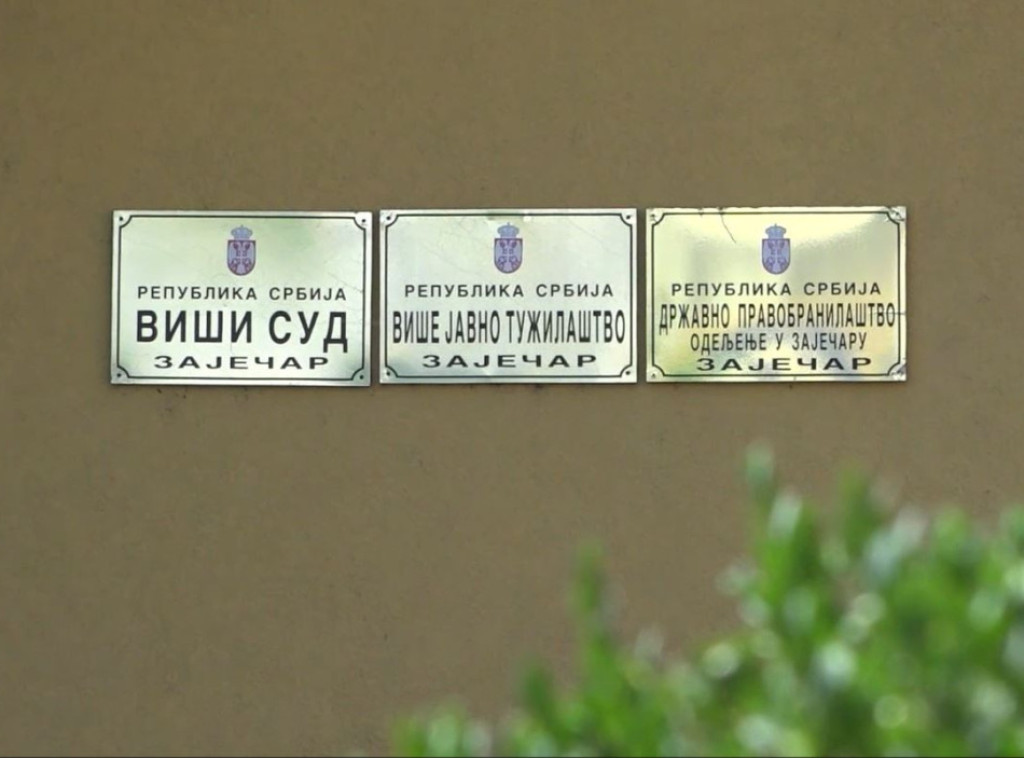 РЕПУБЛИКА СРБИЈА
ВИШИ СУД
ЗАЈЕЧАР
РЕПУБЛИКА СРБИЈА
ВИШЕ ЈАВНО ТУЖИЛАШТВО
ЗАЈЕЧАР
РЕПУБЛИКА СРБИЈА
ДРЖАВНО ПРАВОБРАНИЛАШТВО
ОДЕЉЕЊЕ У ЗАЈЕЧАРУ
ЗАЈЕЧАР